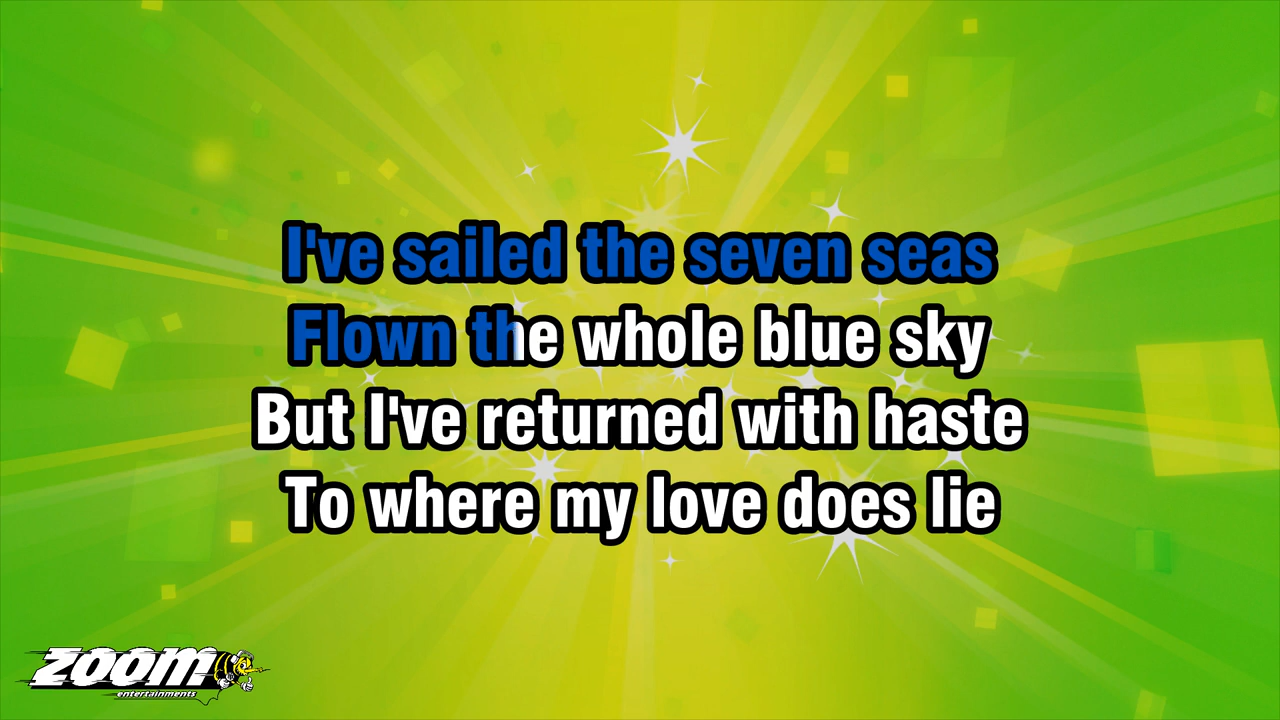 I've sailed the seven seas
Flown the whole blue sky
But I've returned with haste
To where my love does lie
ZOOM
entertainments